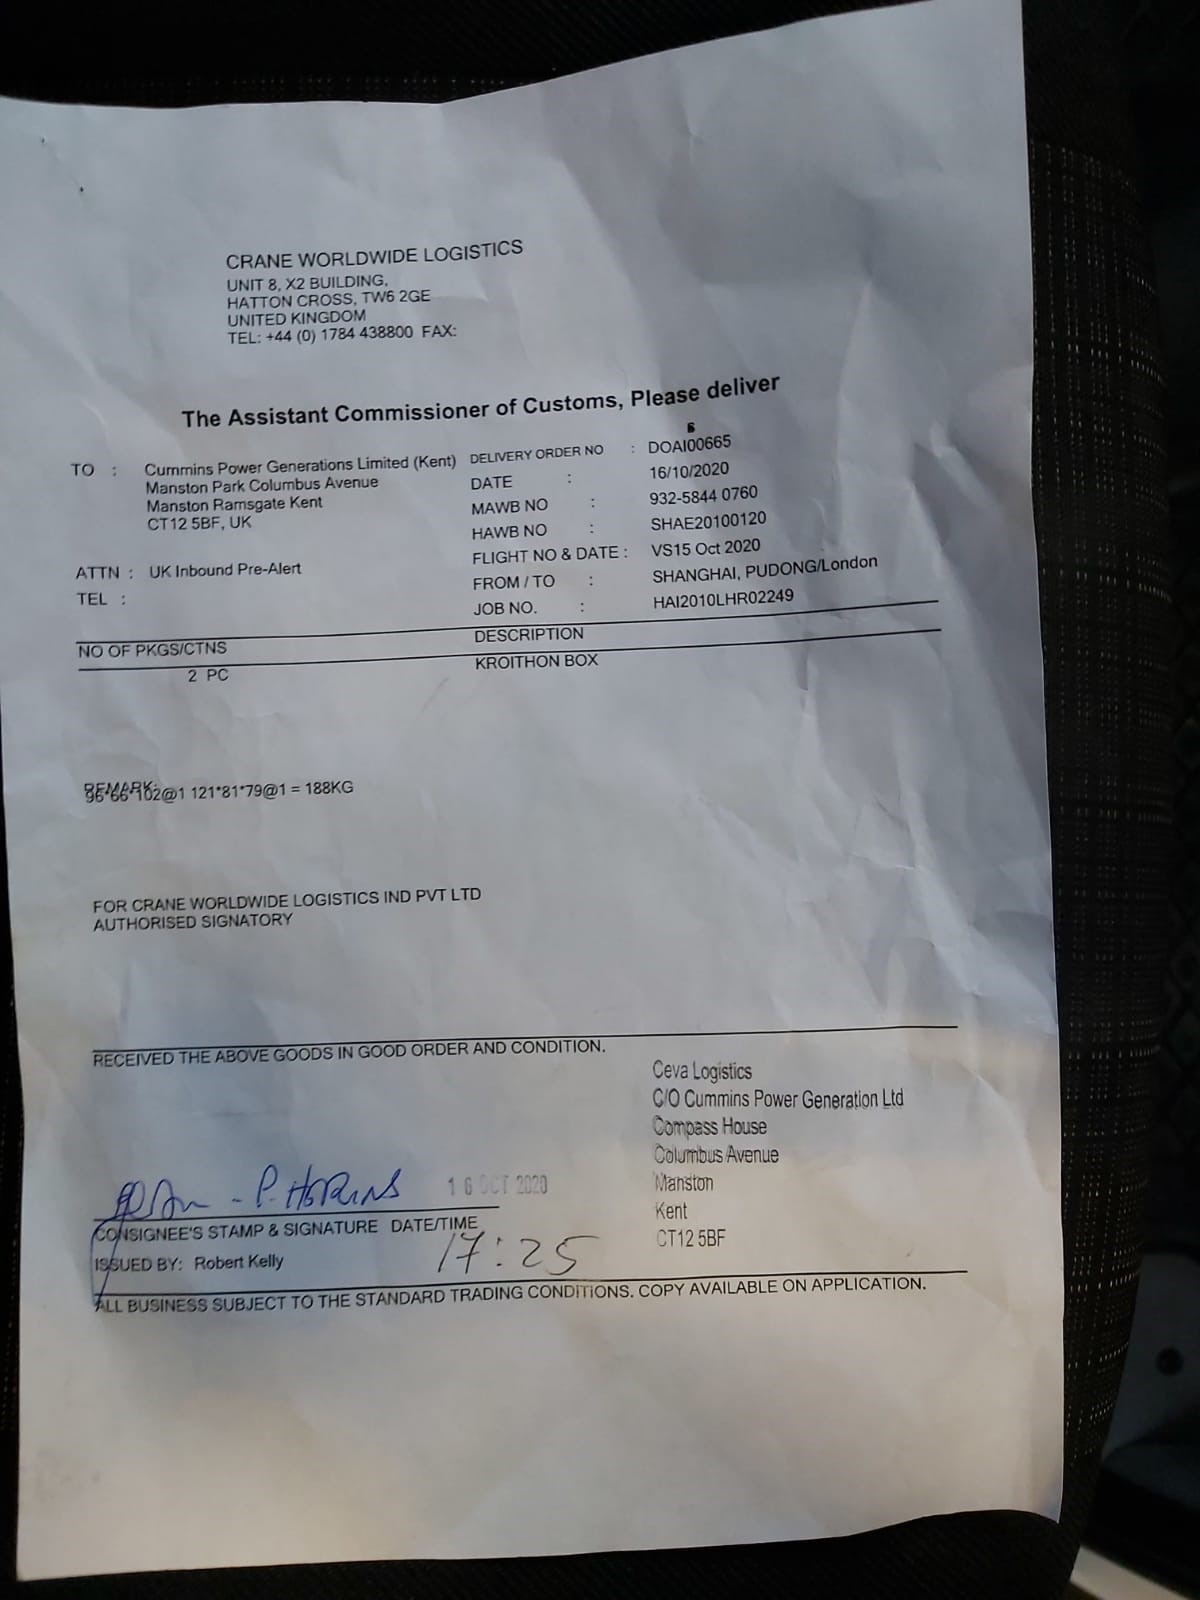 CRANE WORLDWIDE LOGISTICS
UNIT 8, X2 BUILDING,
HATTON CROSS, TW6 2GE
UNITED KINGDOM
TEL: +44 (0) 1784 438800 FAX:
The Assistant Commissioner of Customs, Please deliver
TO : Cummins Power Generations Limited (Kent)
Manston Park Columbus Avenue
Manston Ramsgate Kent
CT12 5BF, UK
ATTN : UK Inbound Pre-Alert
TEL :
DELIVERY ORDER NO : DOAI00665
DATE : 16/10/2020
MAWB NO : 932-5844 0760
HAWB NO : SHAE20100120
FLIGHT NO & DATE : VS15 Oct 2020
FROM / TO : SHANGHAI, PUDONG/London
JOB NO. : HAI2010LHR02249
NO OF PKGS/CTNS DESCRIPTION
2 PC KROITHON BOX
REMARK:
96*66*102@1 121*81*79@1 = 188KG
FOR CRANE WORLDWIDE LOGISTICS IND PVT LTD
AUTHORISED SIGNATORY
RECEIVED THE ABOVE GOODS IN GOOD ORDER AND CONDITION.
Ceva Logistics
C/O Cummins Power Generation Ltd
Compass House
Columbus Avenue
Manston
Kent
CT12 5BF
16 OCT 2020
CONSIGNEE'S STAMP & SIGNATURE DATE/TIME
17:25
ISSUED BY: Robert Kelly
ALL BUSINESS SUBJECT TO THE STANDARD TRADING CONDITIONS. COPY AVAILABLE ON APPLICATION.